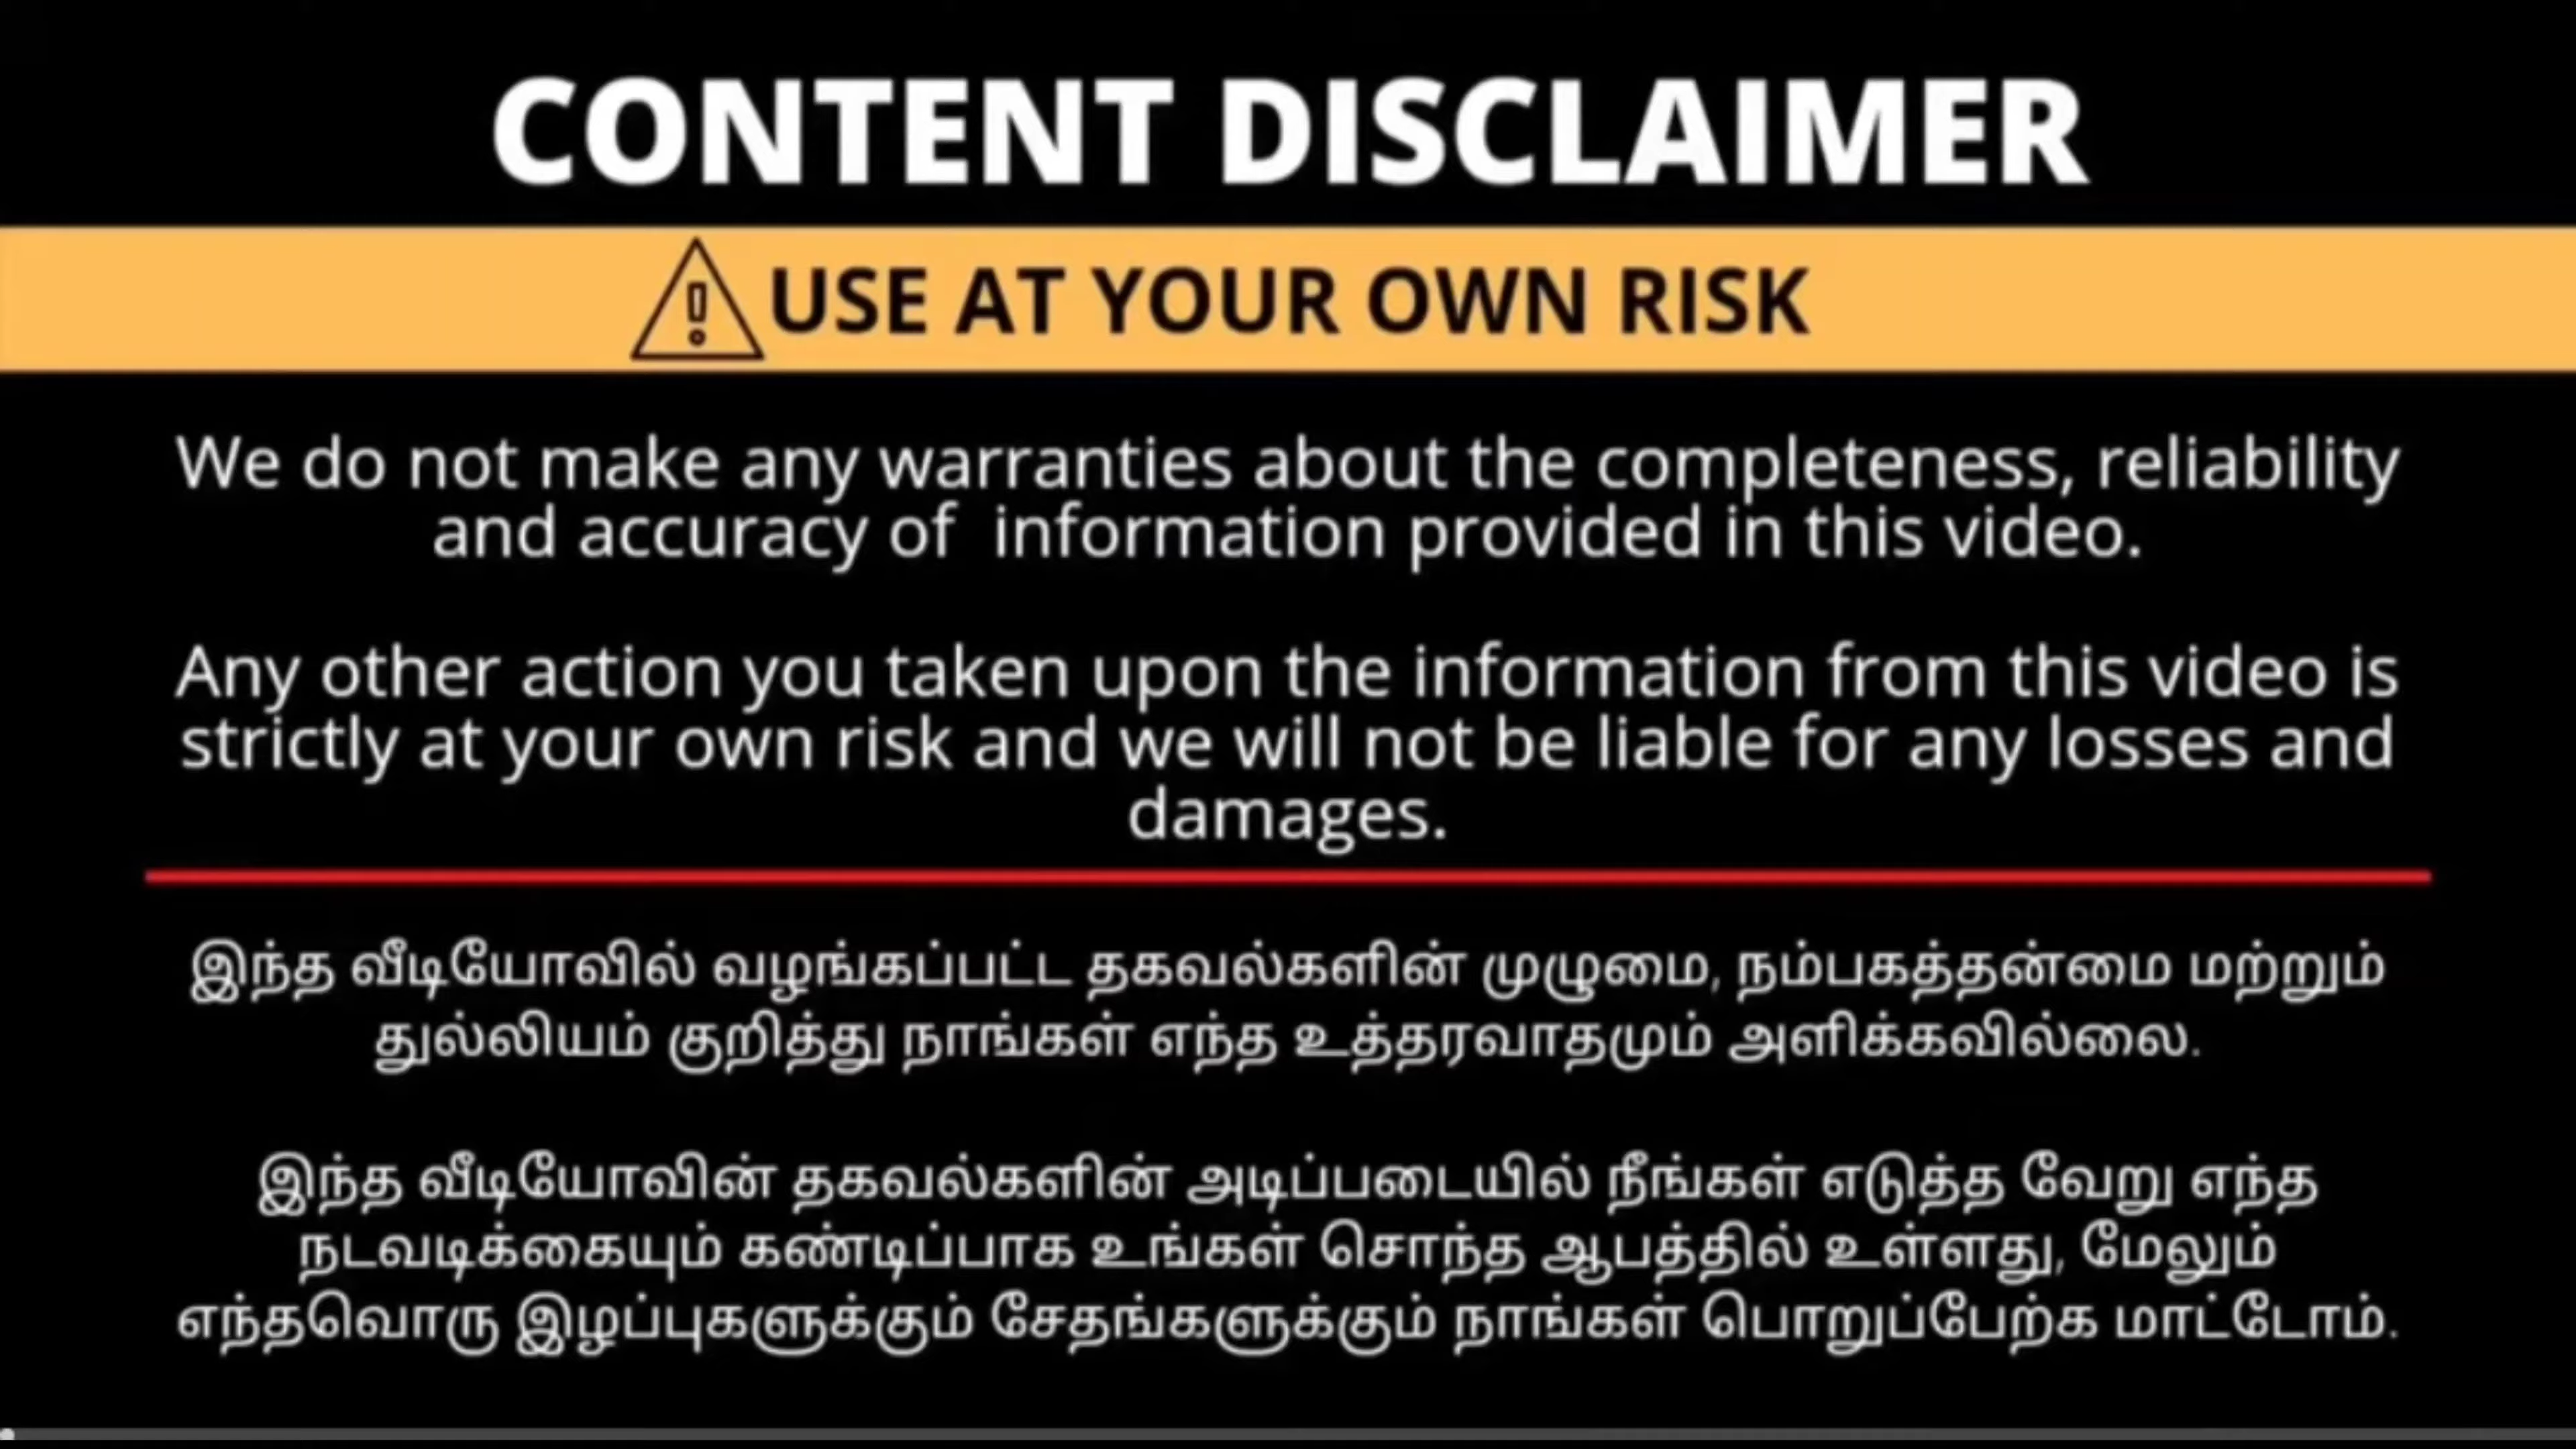 CONTENT DISCLAIMER
USE AT YOUR OWN RISK
We do not make any warranties about the completeness, reliability
and accuracy of  information provided in this video.
Any other action you taken upon the information from this video is
strictly at your own risk and we will not be liable for any losses and
damages.
இந்த வீடியோவில் வழங்கப்பட்ட தகவல்களின் முழுமை, நம்பகத்தன்மை மற்றும்
துல்லியம் குறித்து நாங்கள் எந்த உத்தரவாதமும் அளிக்கவில்லை.
இந்த வீடியோவின் தகவல்களின் அடிப்படையில் நீங்கள் எடுத்த வேறு எந்த
நடவடிக்கையும் கண்டிப்பாக உங்கள் சொந்த ஆபத்தில் உள்ளது, மேலும்
எந்தவொரு இழப்புகளுக்கும் சேதங்களுக்கும் நாங்கள் பொறுப்பேற்க மாட்டோம்.